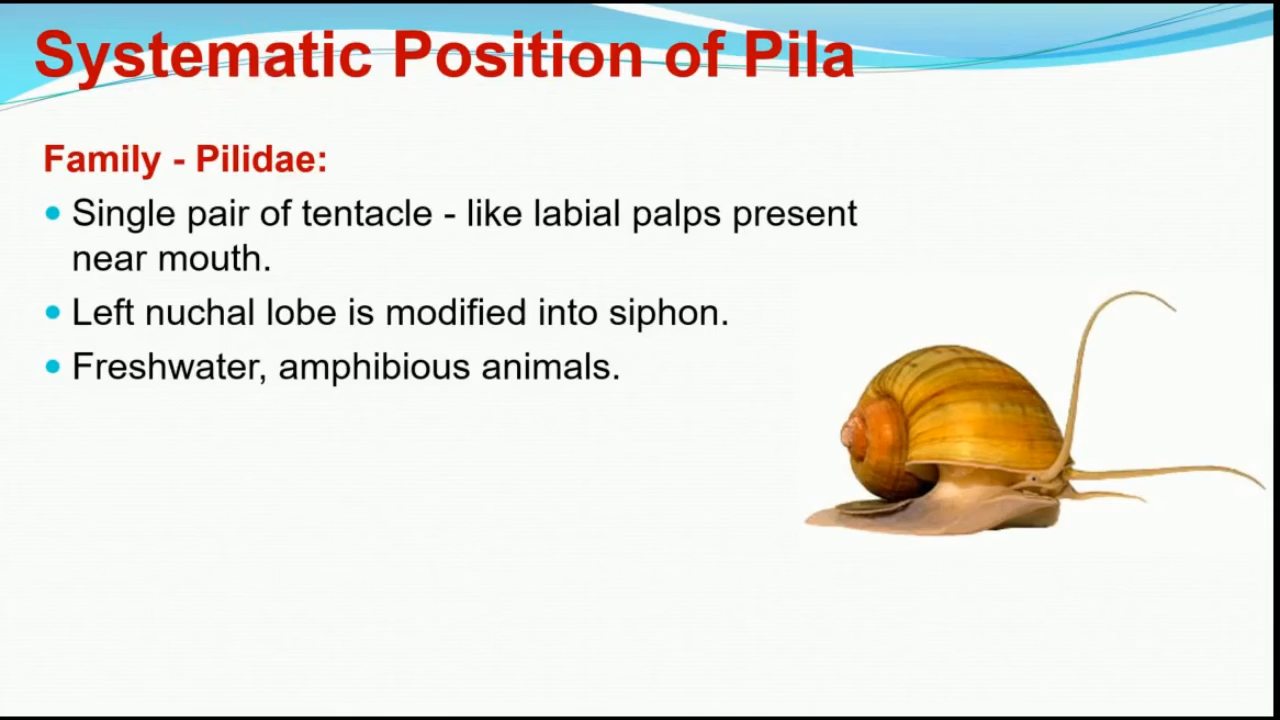 Systematic Position of Pila
Family - Pilidae:
Single pair of tentacle - like labial palps present
near mouth.
Left nuchal lobe is modified into siphon.
Freshwater, amphibious animals.